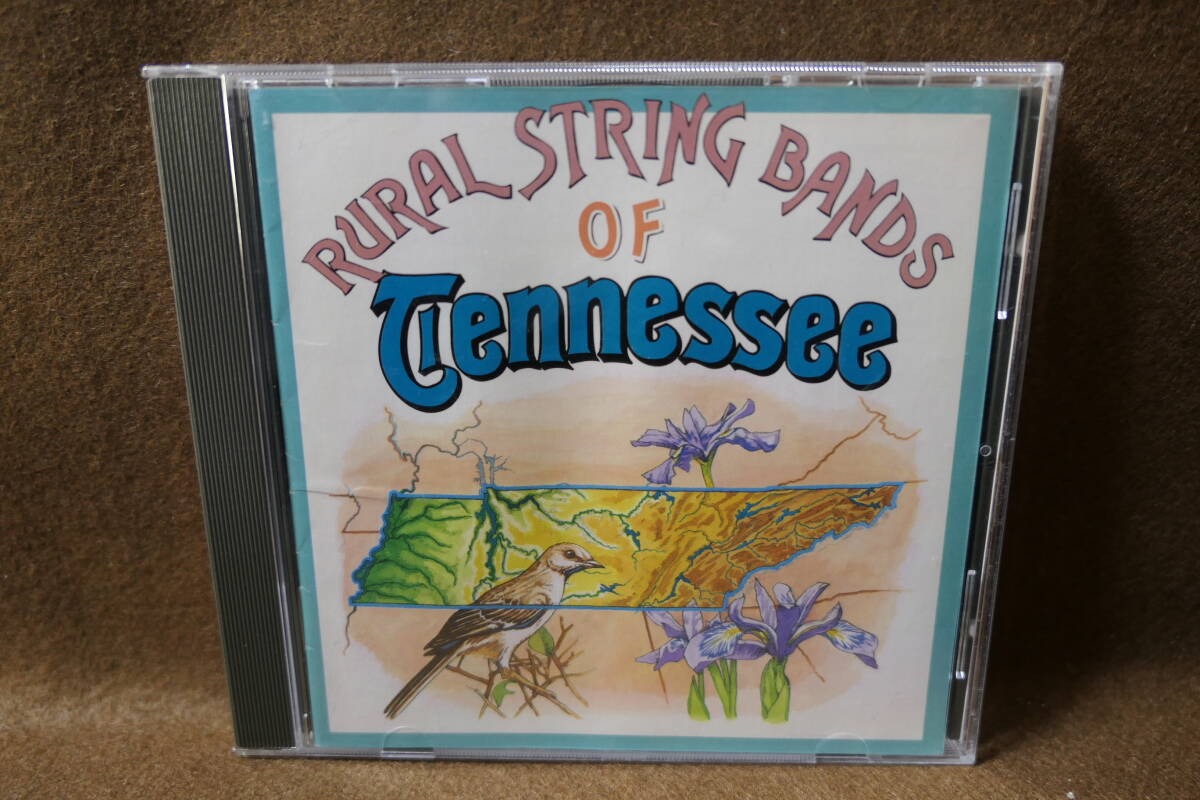 RURAL STRING BANDS
OF
Tennessee